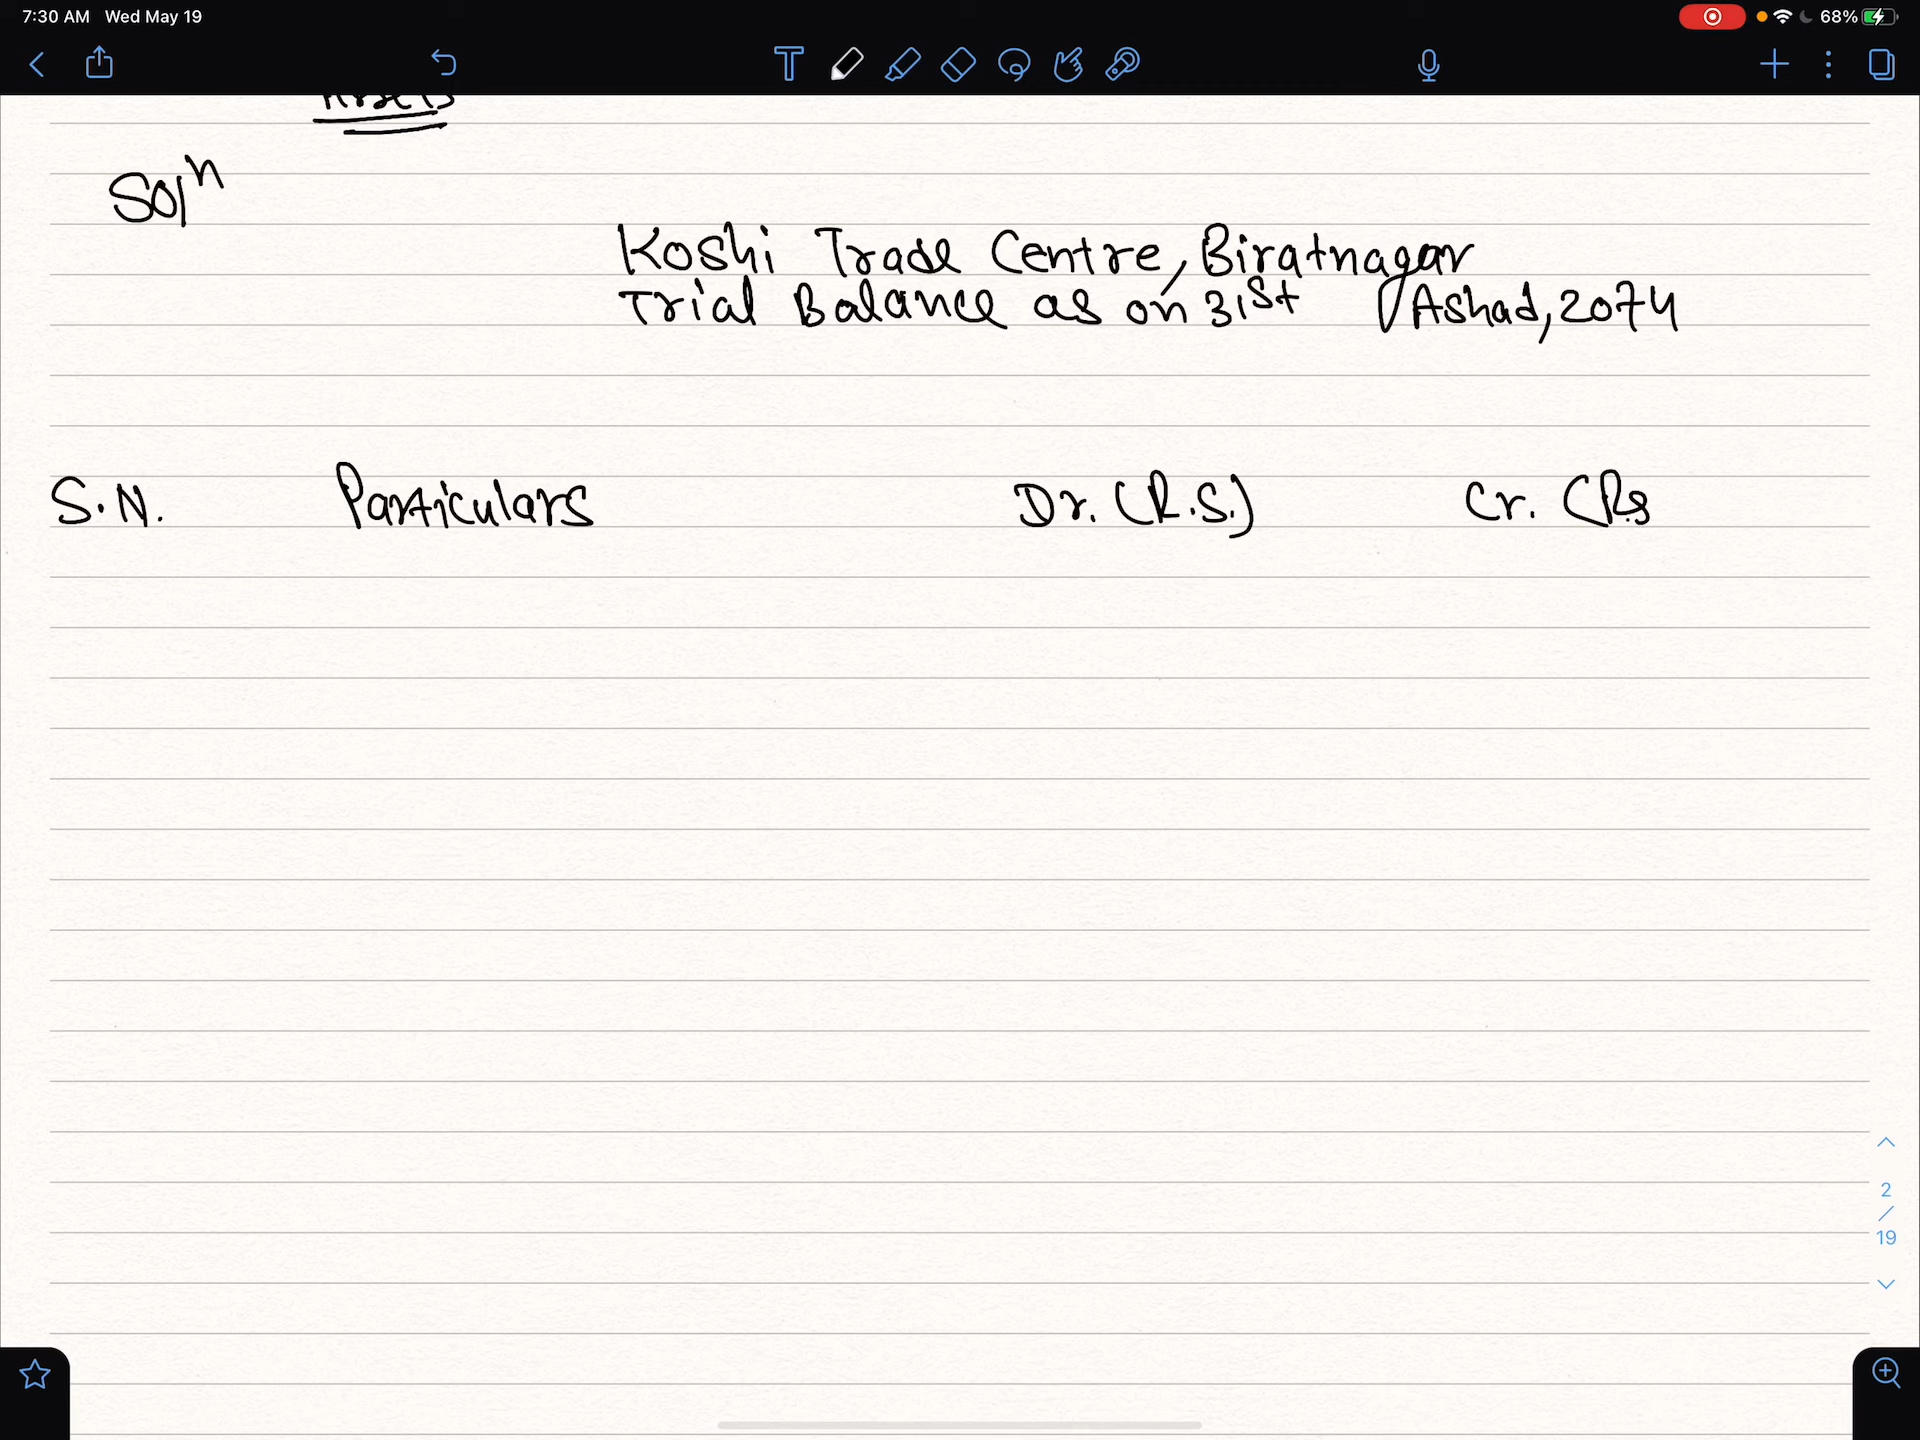 7:30 AM Wed May 19
68%
Assets
Solⁿ
Koshi Trade Centre, Biratnagar
Trial Balance as on 31st Ashad, 2074
S.N. Particulars Dr. (R.S.) Cr. (Rs
2
/
19